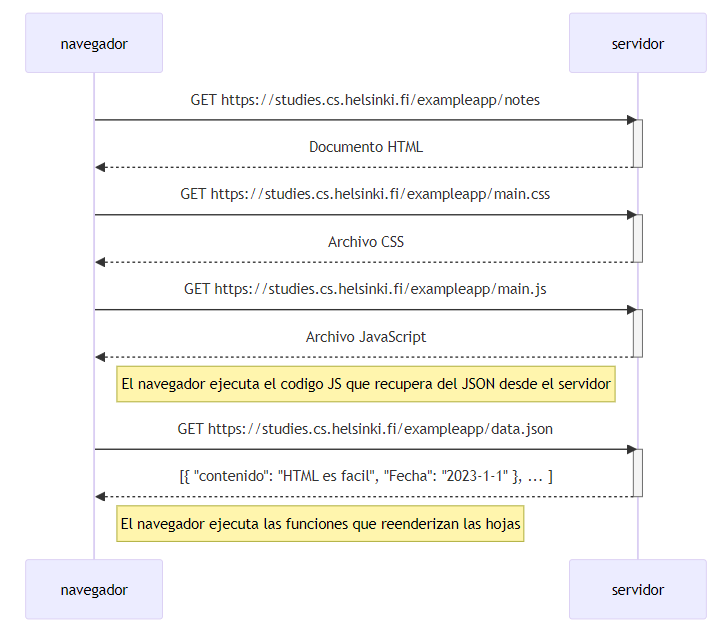 navegador
servidor
GET https://studies.cs.helsinki.fi/exampleapp/notes
Documento HTML
GET https://studies.cs.helsinki.fi/exampleapp/main.css
Archivo CSS
GET https://studies.cs.helsinki.fi/exampleapp/main.js
Archivo JavaScript
El navegador ejecuta el codigo JS que recupera del JSON desde el servidor
GET https://studies.cs.helsinki.fi/exampleapp/data.json
[{ "contenido": "HTML es facil", "Fecha": "2023-1-1" }, ... ]
El navegador ejecuta las funciones que reenderizan las hojas
navegador
servidor